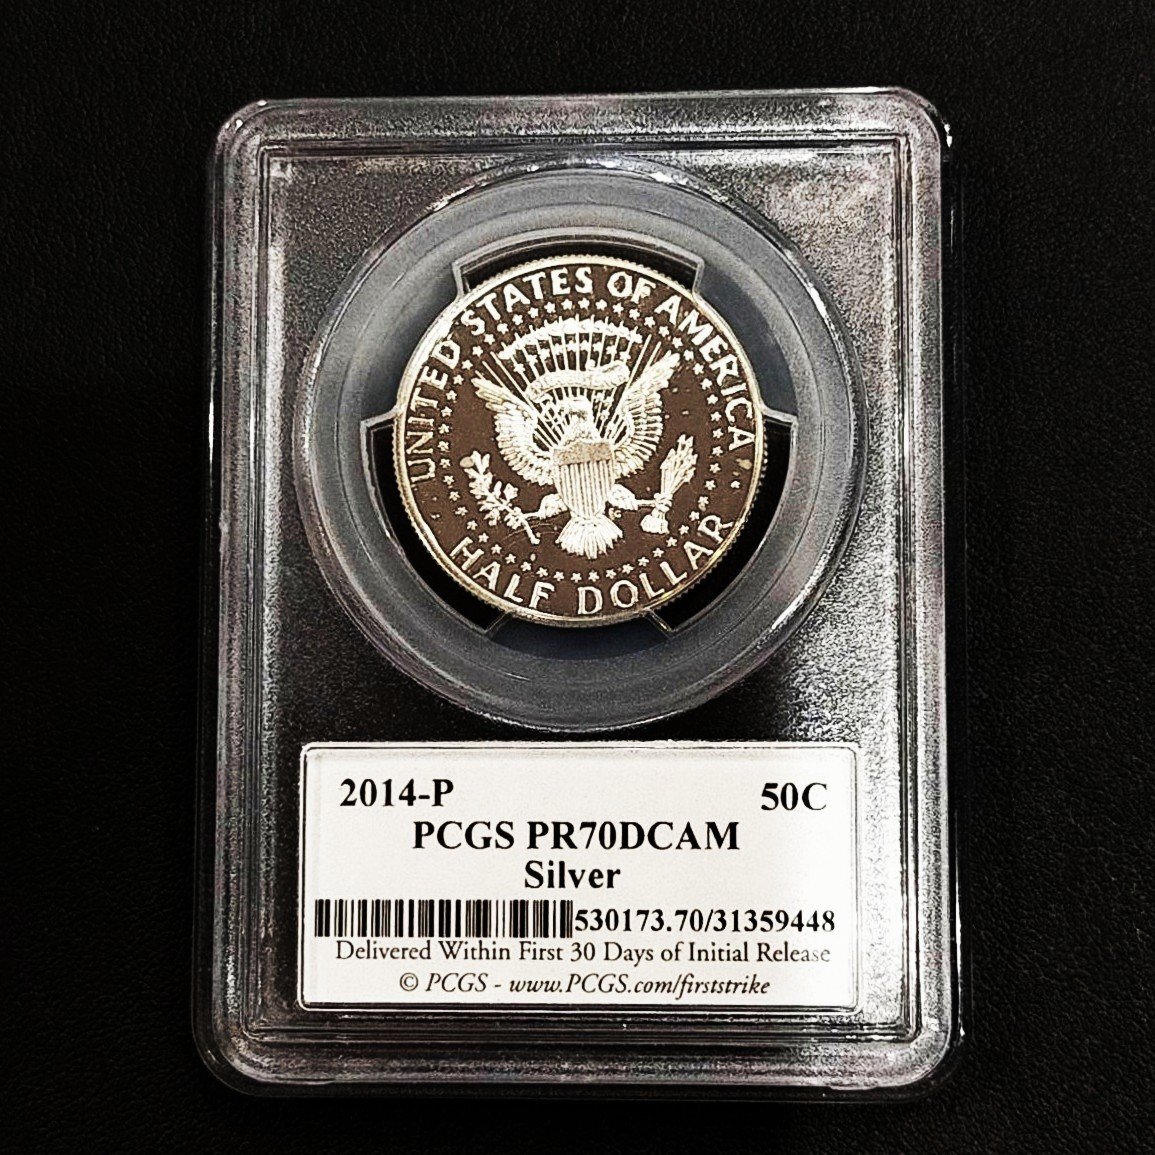 UNITED STATES OF AMERICA
HALF DOLLAR
2014-P 50C
PCGS PR70DCAM
Silver
530173.70/31359448
Delivered Within First 30 Days of Initial Release
© PCGS - www.PCGS.com/firststrike